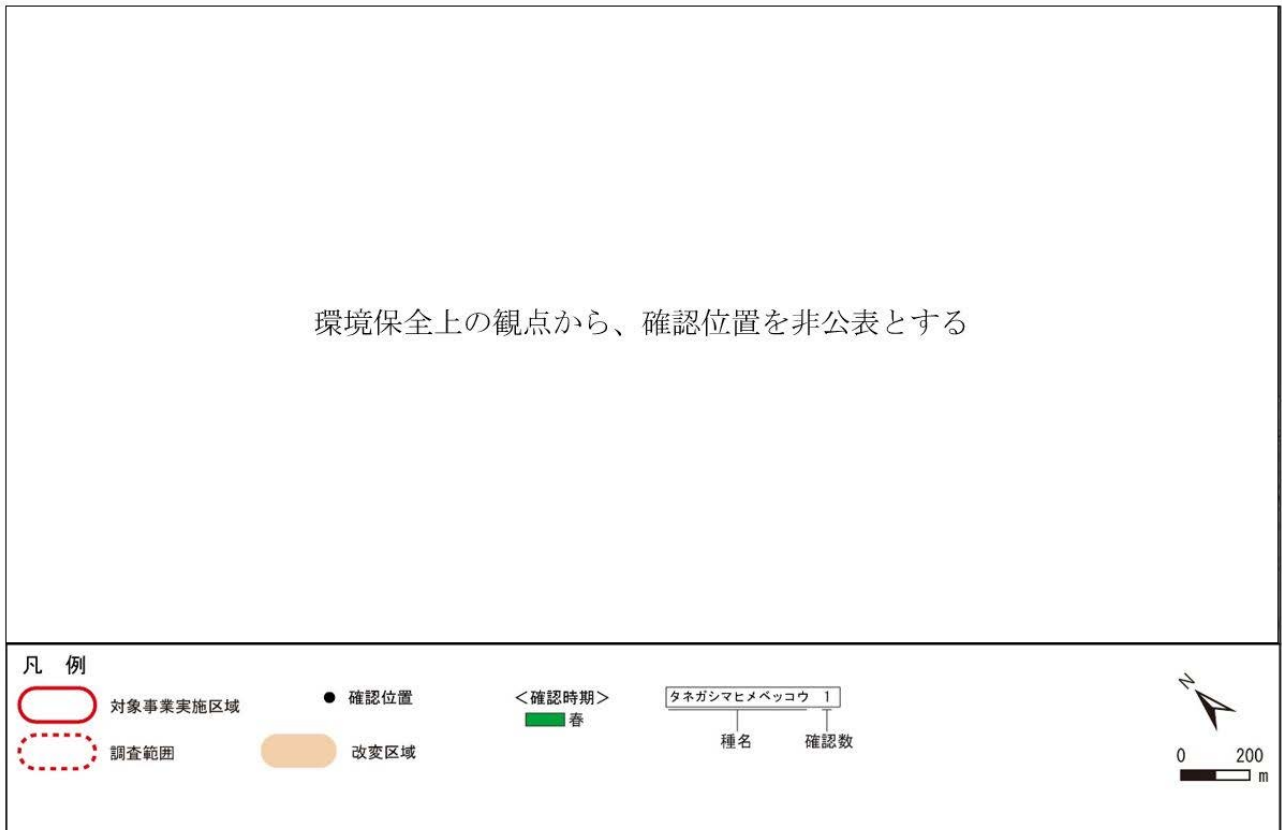 環境保全上の観点から、確認位置を非公表とする
凡 例
対象事業実施区域
● 確認位置
＜確認時期＞
春
タネガシマヒメベッコウ 1
種名
確認数
調査範囲
改変区域
N
0 200
m